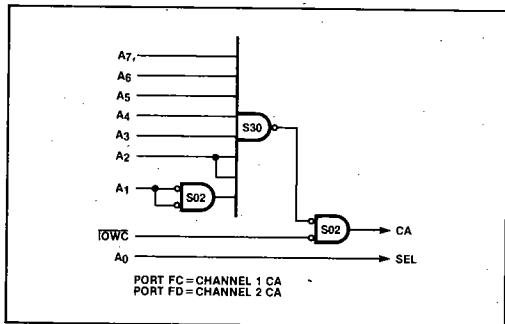 A7
A6
A5
A4
A3
A2
A1
S30
S02
S02
IOWC
A0
CA
SEL
PORT FC=CHANNEL 1 CA
PORT FD=CHANNEL 2 CA